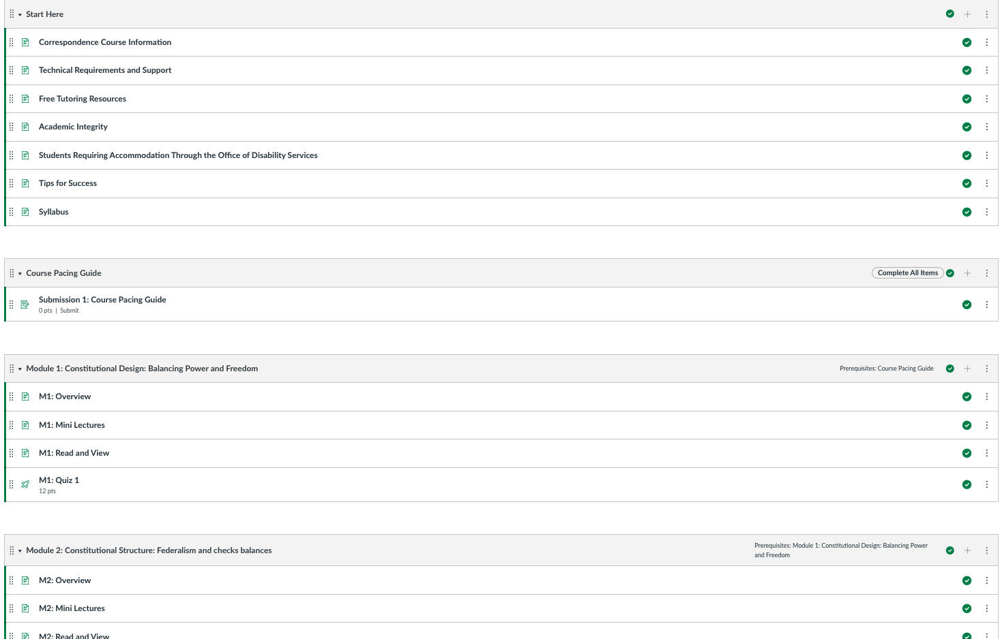 Start Here
Correspondence Course Information
Technical Requirements and Support
Free Tutoring Resources
Academic Integrity
Students Requiring Accommodation Through the Office of Disability Services
Tips for Success
Syllabus
Course Pacing Guide
Complete All Items
Submission 1: Course Pacing Guide
0 pts | Submit
Module 1: Constitutional Design: Balancing Power and Freedom
Prerequisites: Course Pacing Guide
M1: Overview
M1: Mini Lectures
M1: Read and View
M1: Quiz 1
12 pts
Module 2: Constitutional Structure: Federalism and checks balances
Prerequisites: Module 1: Constitutional Design: Balancing Power
and Freedom
M2: Overview
M2: Mini Lectures
M2: Read and View